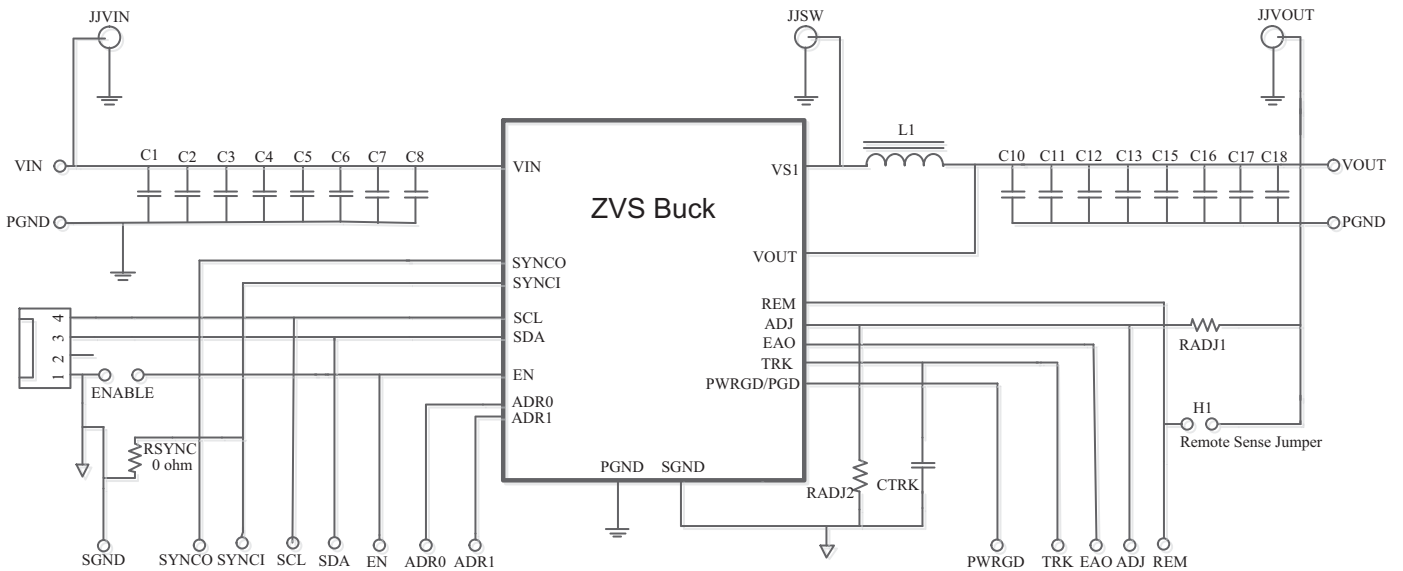 JJVIN
JJSW
JJVOUT
L1
VIN
C1 C2 C3 C4 C5 C6 C7 C8
VIN
VS1
C10 C11 C12 C13 C15 C16 C17 C18
VOUT
PGND
ZVS Buck
PGND
VOUT
SYNCO
SYNCI
REM
SCL
ADJ
SDA
EAO
RADJ1
TRK
EN
PWRGD/PGD
4
3
2
1
ENABLE
ADR0
ADR1
H1
Remote Sense Jumper
RSYNC
0 ohm
PGND SGND
RADJ2
CTRK
SGND SYNCO SYNCI SCL SDA EN ADR0 ADR1
PWRGD TRK EAO ADJ REM